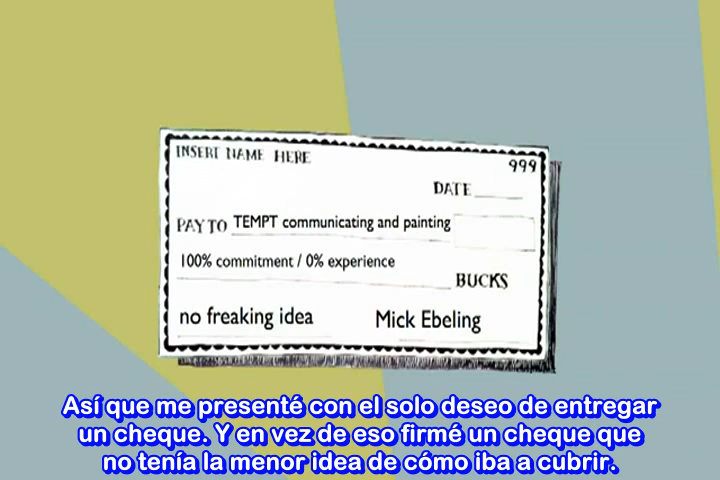 INSERT NAME HERE
999
DATE
PAY TO TEMPT communicating and painting
100% commitment / 0% experience
BUCKS
no freaking idea Mick Ebeling
Así que me presenté con el solo deseo de entregar
un cheque. Y en vez de eso firmé un cheque que
no tenía la menor idea de cómo iba a cubrir.